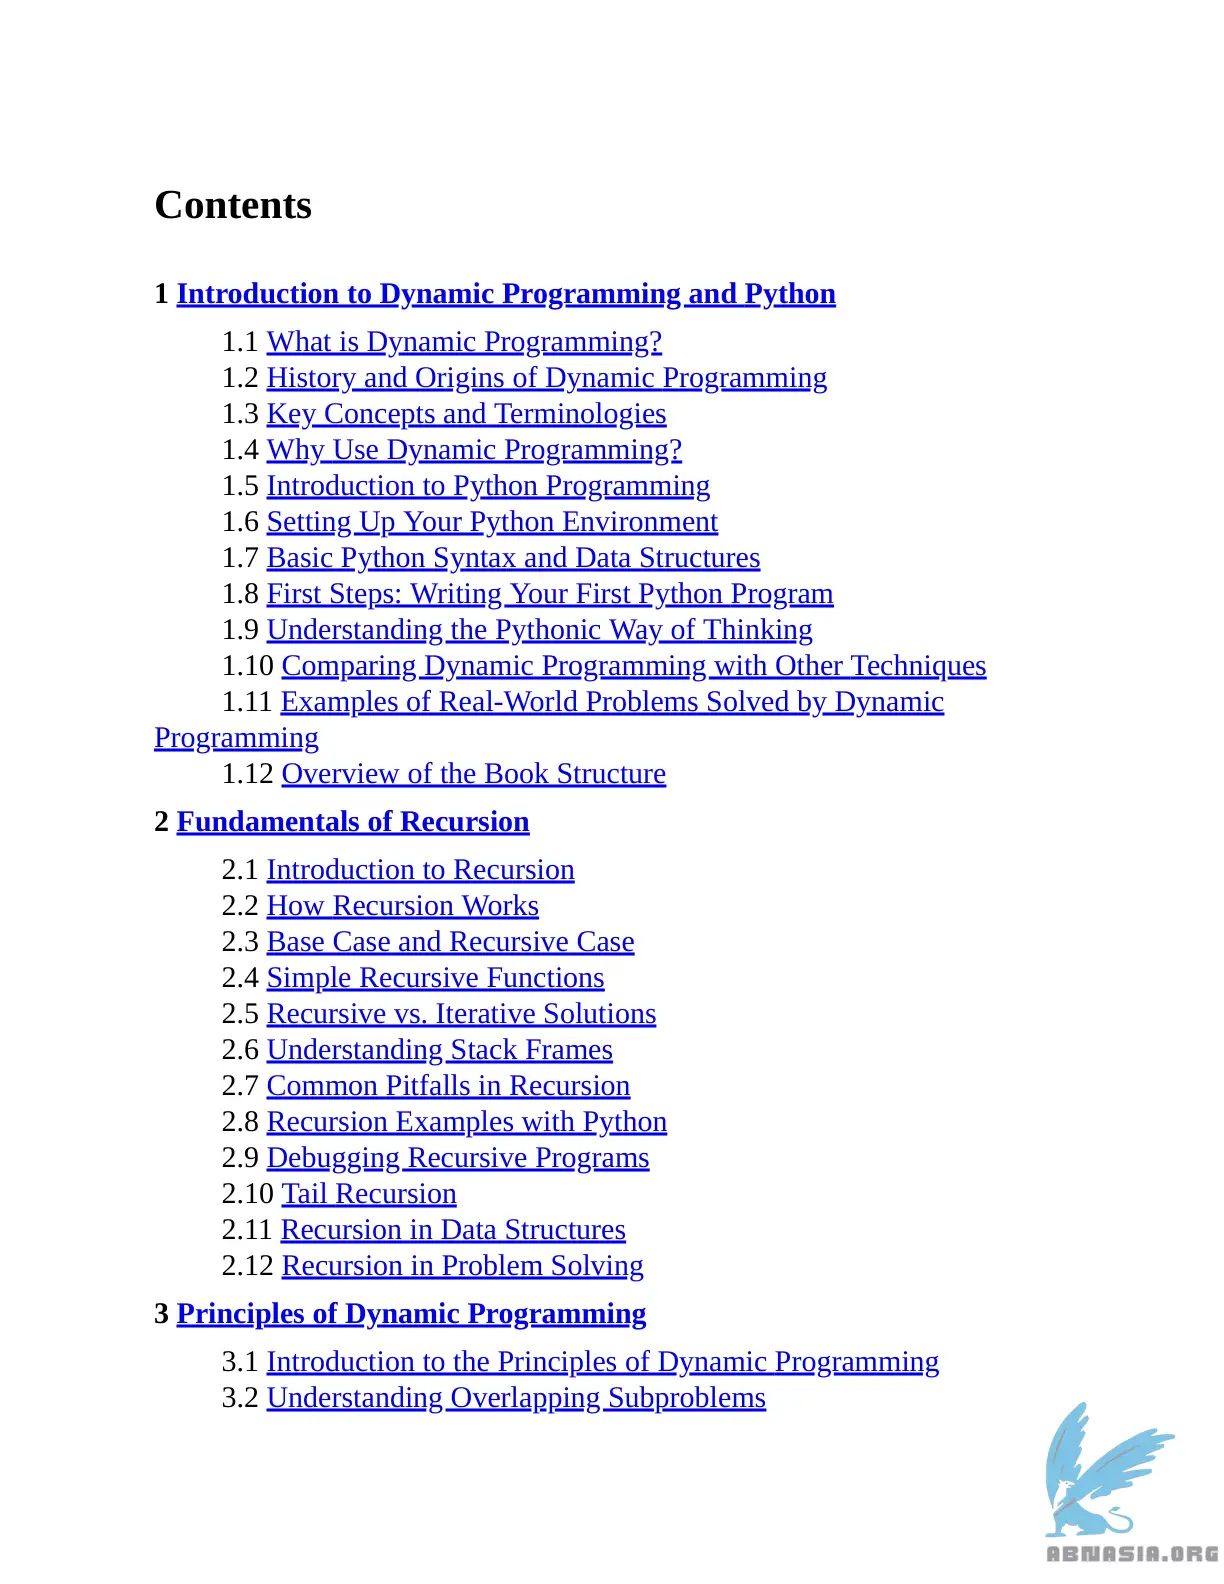 Contents
1 Introduction to Dynamic Programming and Python
1.1 What is Dynamic Programming?
1.2 History and Origins of Dynamic Programming
1.3 Key Concepts and Terminologies
1.4 Why Use Dynamic Programming?
1.5 Introduction to Python Programming
1.6 Setting Up Your Python Environment
1.7 Basic Python Syntax and Data Structures
1.8 First Steps: Writing Your First Python Program
1.9 Understanding the Pythonic Way of Thinking
1.10 Comparing Dynamic Programming with Other Techniques
1.11 Examples of Real-World Problems Solved by Dynamic
Programming
1.12 Overview of the Book Structure
2 Fundamentals of Recursion
2.1 Introduction to Recursion
2.2 How Recursion Works
2.3 Base Case and Recursive Case
2.4 Simple Recursive Functions
2.5 Recursive vs. Iterative Solutions
2.6 Understanding Stack Frames
2.7 Common Pitfalls in Recursion
2.8 Recursion Examples with Python
2.9 Debugging Recursive Programs
2.10 Tail Recursion
2.11 Recursion in Data Structures
2.12 Recursion in Problem Solving
3 Principles of Dynamic Programming
3.1 Introduction to the Principles of Dynamic Programming
3.2 Understanding Overlapping Subproblems
ABNASIA.ORG